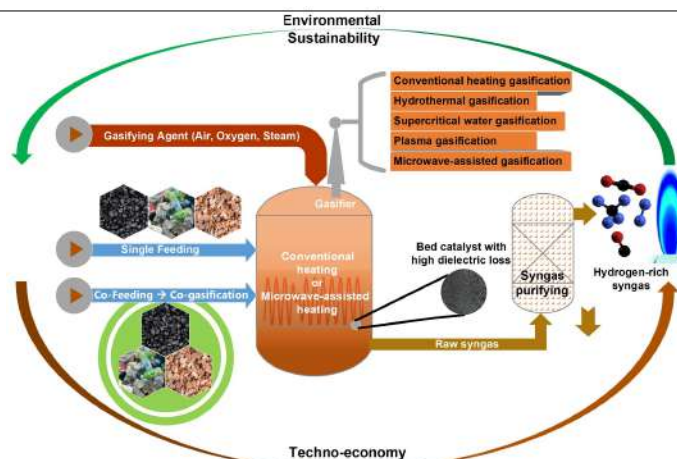 Environmental
Sustainability
Conventional heating gasification
Hydrothermal gasification
Supercritical water gasification
Plasma gasification
Microwave-assisted gasification
Gasifying Agent (Air, Oxygen, Steam)
Gasifier
Single Feeding
Co-Feeding → Co-gasification
Conventional
heating
or
Microwave-assisted
heating
Bed catalyst with
high dielectric loss
Syngas
purifying
Hydrogen-rich
syngas
Raw syngas
Techno-economy